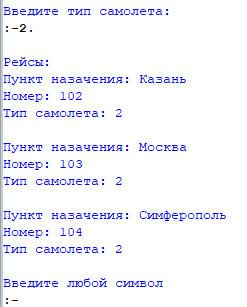 Введите тип самолета:
:-2.
Рейсы:
Пункт назачения: Казань
Номер: 102
Тип самолета: 2
Пункт назачения: Москва
Номер: 103
Тип самолета: 2
Пункт назачения: Симферополь
Номер: 104
Тип самолета: 2
Введите любой символ
:-